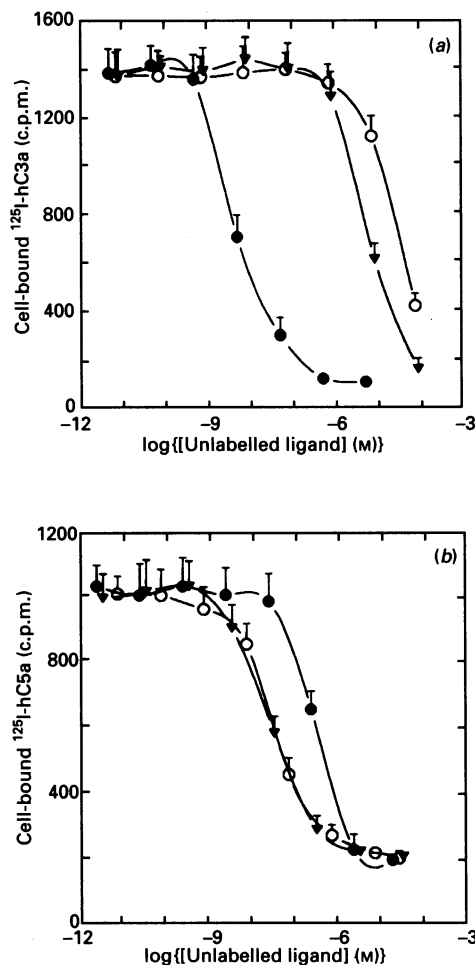 (a)
Cell-bound ¹²⁵I-hC3a (c.p.m.)
1600
1200
800
400
0
−12
−9
−6
−3
log{[Unlabelled ligand] (M)}
(b)
Cell-bound ¹²⁵I-hC5a (c.p.m.)
1200
800
400
0
−12
−9
−6
−3
log{[Unlabelled ligand] (M)}